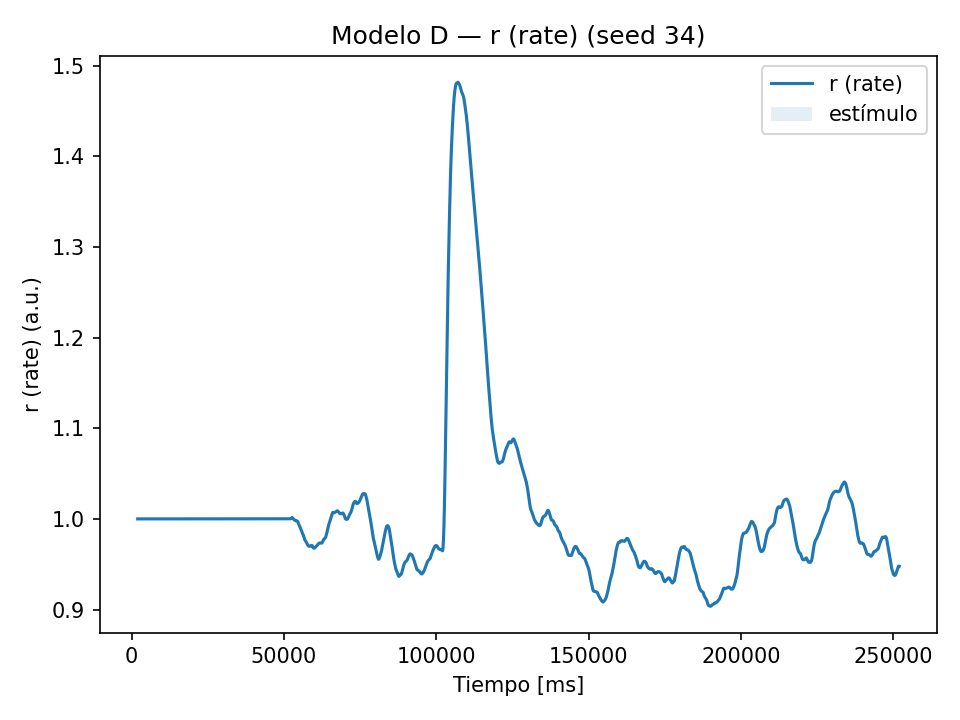 Modelo D — r (rate) (seed 34)
r (rate)
estímulo
1.5
1.4
1.3
1.2
1.1
1.0
0.9
r (rate) (a.u.)
0 50000 100000 150000 200000 250000
Tiempo [ms]